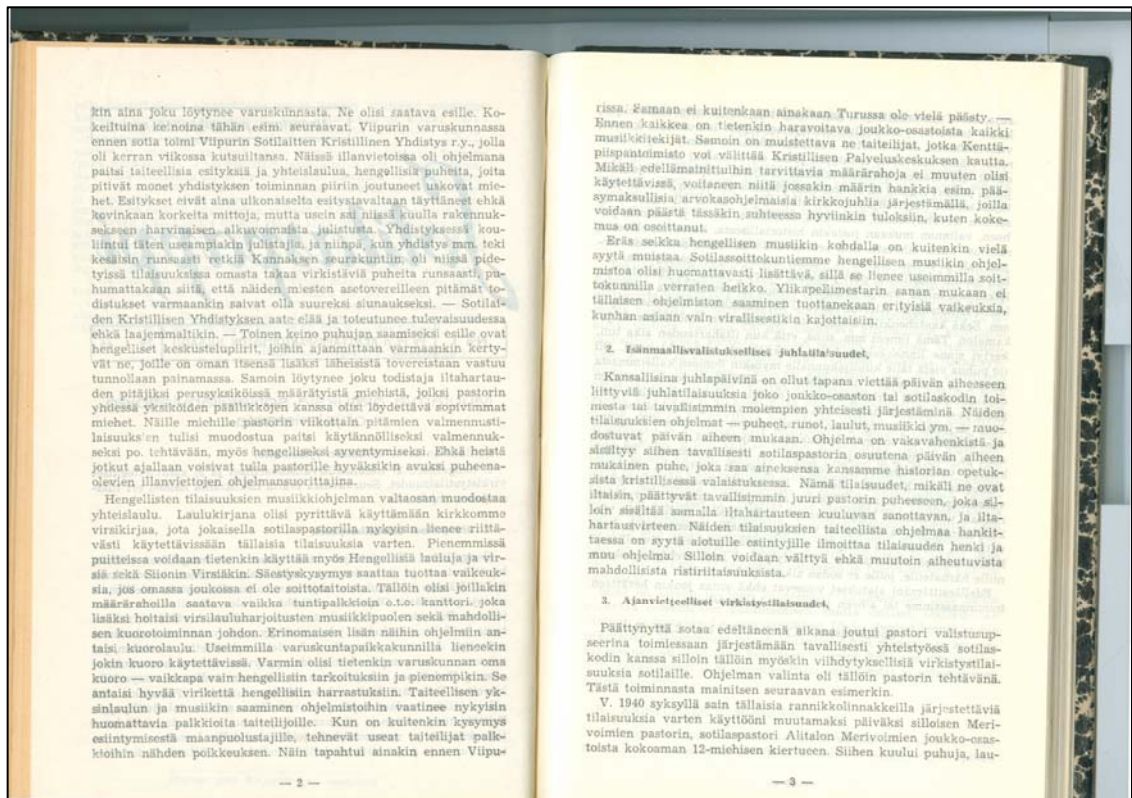 kin aina joku löytynee varuskunnasta. Ne olisi saatava esille. Ko-
keiltuina keinoina tähän esim. seuraavat. Viipurin varuskunnassa
ennen sotia toimi Viipurin Sotilaitten Kristillinen Yhdistys r.y., jolla
oli kerran viikossa kutsuiltansa. Näissä illanvietoissa oli ohjelmana
paitsi taiteellisia esityksiä ja yhteislaulua, hengellisiä puheita, joita
pitivät monet yhdistyksen toiminnan piiriin joutuneet uskovat mie-
het. Esitykset eivät aina ulkonaiselta esitystavaltaan täyttäneet ehkä
kovinkaan korkeita mittoja, mutta usein sai niissä kuulla rakennuk-
sekseen harvinaisen alkuvoimaista julistusta. Yhdistyksessä kou-
liintui täten useampiakin julistajia, ja niinpä, kun yhdistys mm. teki
kesäisin runsaasti retkiä Kannaksen seurakuntiin, oli niissä pide-
tyissä tilaisuuksissa omasta takaa virkistäviä puheita runsaasti, pu-
humattakaan siitä, että näiden miesten asetovereilleen pitämät to-
distukset varmaankin saivat olla suureksi siunaukseksi. — Sotilai-
den Kristillisen Yhdistyksen aate elää ja toteutunee tulevaisuudessa
ehkä laajemmaltikin. — Toinen keino puhujan saamiseksi esille ovat
hengelliset keskustelupiirit, joihin ajanmittaan varmaankin kerty-
vät ne, joille on oman itsensä lisäksi läheisistä tovereistaan vastuu
tunnollaan painamassa. Samoin löytynee joku todistaja iltahartau-
den pitäjiksi perusyksiköissä määrätyistä miehistä, joiksi pastorin
yhdessä yksiköiden päällikköjen kanssa olisi löydettävä sopivimmat
miehet. Näille miehille pastorin viikottain pitämien valmennusti-
laisuuksien tulisi muodostua paitsi käytännölliseksi valmennuk-
seksi po. tehtävään, myös hengelliseksi syventymiseksi. Ehkä heistä
jotkut ajallaan voisivat tulla pastorille hyväksikin avuksi puheena-
olevien illanviettojen ohjelmansuorittajina.
Hengellisten tilaisuuksien musiikkiohjelman valtaosan muodostaa
yhteislaulu. Laulukirjana olisi pyrittävä käyttämään kirkkomme
virsikirjaa, jota jokaisella sotilaspastorilla nykyisin lienee riittä-
västi käytettävissään tällaisia tilaisuuksia varten. Pienemmissä
puitteissa voidaan tietenkin käyttää myös Hengellisiä lauluja ja vir-
siä sekä Siionin Virsiäkin. Säestyskysymys saattaa tuottaa vaikeuk-
sia, jos omassa joukossa ei ole soittotaitoista. Tällöin olisi joillakin
määrärahoilla saatava vaikka tuntipalkkioin o.t.o. kanttori, joka
lisäksi hoitaisi virsilauluharjoitusten musiikkipuolen sekä mahdolli-
sen kuorotoiminnan johdon. Erinomaisen lisän näihin ohjelmiin an-
taisi kuorolaulu. Useimmilla varuskuntapaikkakunnilla lieneekin
jokin kuoro käytettävissä. Varmin olisi tietenkin varuskunnan oma
kuoro — vaikkapa vain hengellisiin tarkoituksiin ja pienempikin. Se
antaisi hyvää virikettä hengellisiin harrastuksiin. Taiteellisen yk-
sinlaulun ja musiikin saaminen ohjelmistoihin vaatinee nykyisin
huomattavia palkkioita taiteilijoille. Kun on kuitenkin kysymys
esiintymisestä maanpuolustajille, tehnevät useat taiteilijat palk-
kioihin nähden poikkeuksen. Näin tapahtui ainakin ennen Viipu-
— 2 —
rissa. Samaan ei kuitenkaan ainakaan Turussa ole vielä päästy. —
Ennen kaikkea on tietenkin haravoitava joukko-osastoista kaikki
musiikkitekijät. Samoin on muistettava ne taiteilijat, jotka Kenttä-
piispantoimisto voi välittää Kristillisen Palveluskeskuksen kautta.
Mikäli edellämainittuihin tarvittavia määrärahoja ei muuten olisi
käytettävissä, voitaneen niitä jossakin määrin hankkia esim. pää-
symaksullisia arvokasohjelmaisia kirkkojuhlia järjestämällä, joilla
voidaan päästä tässäkin suhteessa hyviinkin tuloksiin, kuten koke-
mus on osoittanut.
Eräs seikka hengellisen musiikin kohdalla on kuitenkin vielä
syytä muistaa. Sotilassoittokuntiemme hengellisen musiikin ohjel-
mistoa olisi huomattavasti lisättävä, sillä se lienee useimmilla soit-
tokunnilla verraten heikko. Ylikapellimestarin sanan mukaan ei
tällaisen ohjelmiston saaminen tuottanekaan erityisiä vaikeuksia,
kunhan asiaan vain virallisestikin kajottaisiin.
2. Isänmaallisvalistukselliset juhlatilaisuudet,
Kansallisina juhlapäivinä on ollut tapana viettää päivän aiheeseen
liittyviä juhlatilaisuuksia joko joukko-osaston tai sotilaskodin toi-
mesta tai tavallisimmin molempien yhteisesti järjestäminä. Näiden
tilaisuuksien ohjelmat — puheet, runot, laulut, musiikki ym. — muo-
dostuvat päivän aiheen mukaan. Ohjelma on vakavahenkistä ja
sisältyy siihen tavallisesti sotilaspastorin osuutena päivän aiheen
mukainen puhe, joka saa aineksensa kansamme historian opetuk-
sista kristillisessä valaistuksessa. Nämä tilaisuudet, mikäli ne ovat
iltaisin, päättyvät tavallisimmin juuri pastorin puheeseen, joka sil-
loin sisältää samalla iltahartauteen kuuluvan sanottavan, ja ilta-
hartausvirteen. Näiden tilaisuuksien taiteellista ohjelmaa hankit-
taessa on syytä aiotuille esiintyjille ilmoittaa tilaisuuden henki ja
muu ohjelma. Silloin voidaan välttyä ehkä muutoin aiheutuvista
mahdollisista ristiriitaisuuksista.
3. Ajanvietteelliset virkistystilaisuudet,
Päättynyttä sotaa edeltäneenä aikana joutui pastori valistusup-
seerina toimiessaan järjestämään tavallisesti yhteistyössä sotilas-
kodin kanssa silloin tällöin myöskin viihdytyksellisiä virkistystilai-
suuksia sotilaille. Ohjelman valinta oli tällöin pastorin tehtävänä.
Tästä toiminnasta mainitsen seuraavan esimerkin.
V. 1940 syksyllä sain tällaisia rannikkolinnakkeilla järjestettäviä
tilaisuuksia varten käyttööni muutamaksi päiväksi silloisen Meri-
voimien pastorin, sotilaspastori Alitalon Merivoimien joukko-osas-
toista kokoaman 12-miehisen kiertueen. Siihen kuului puhuja, lau-
— 3 —